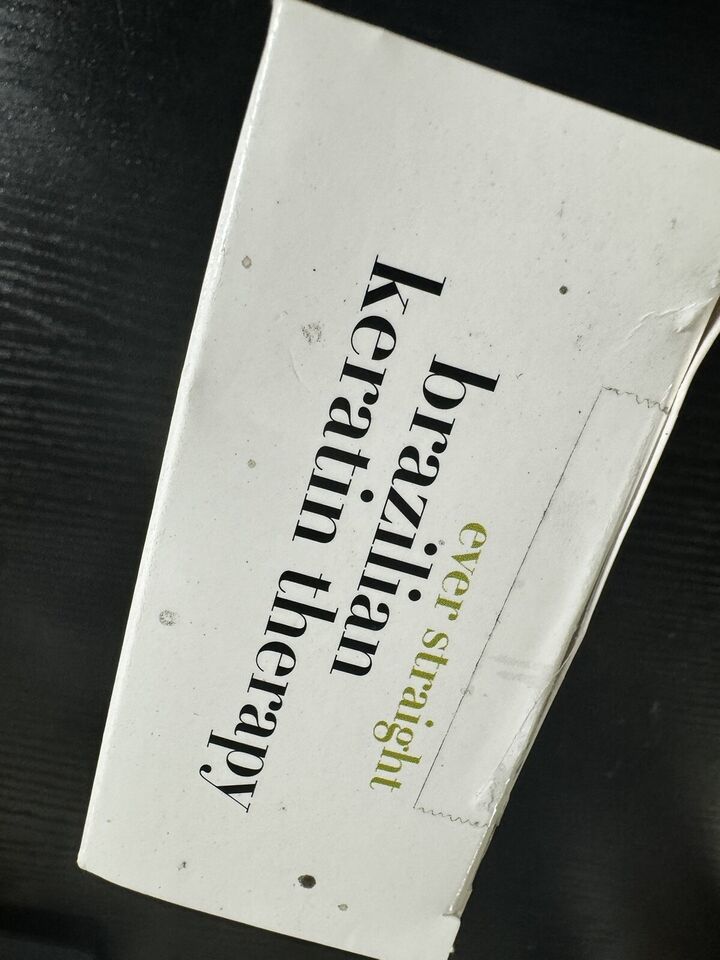 ever straight
brazilian
keratin therapy